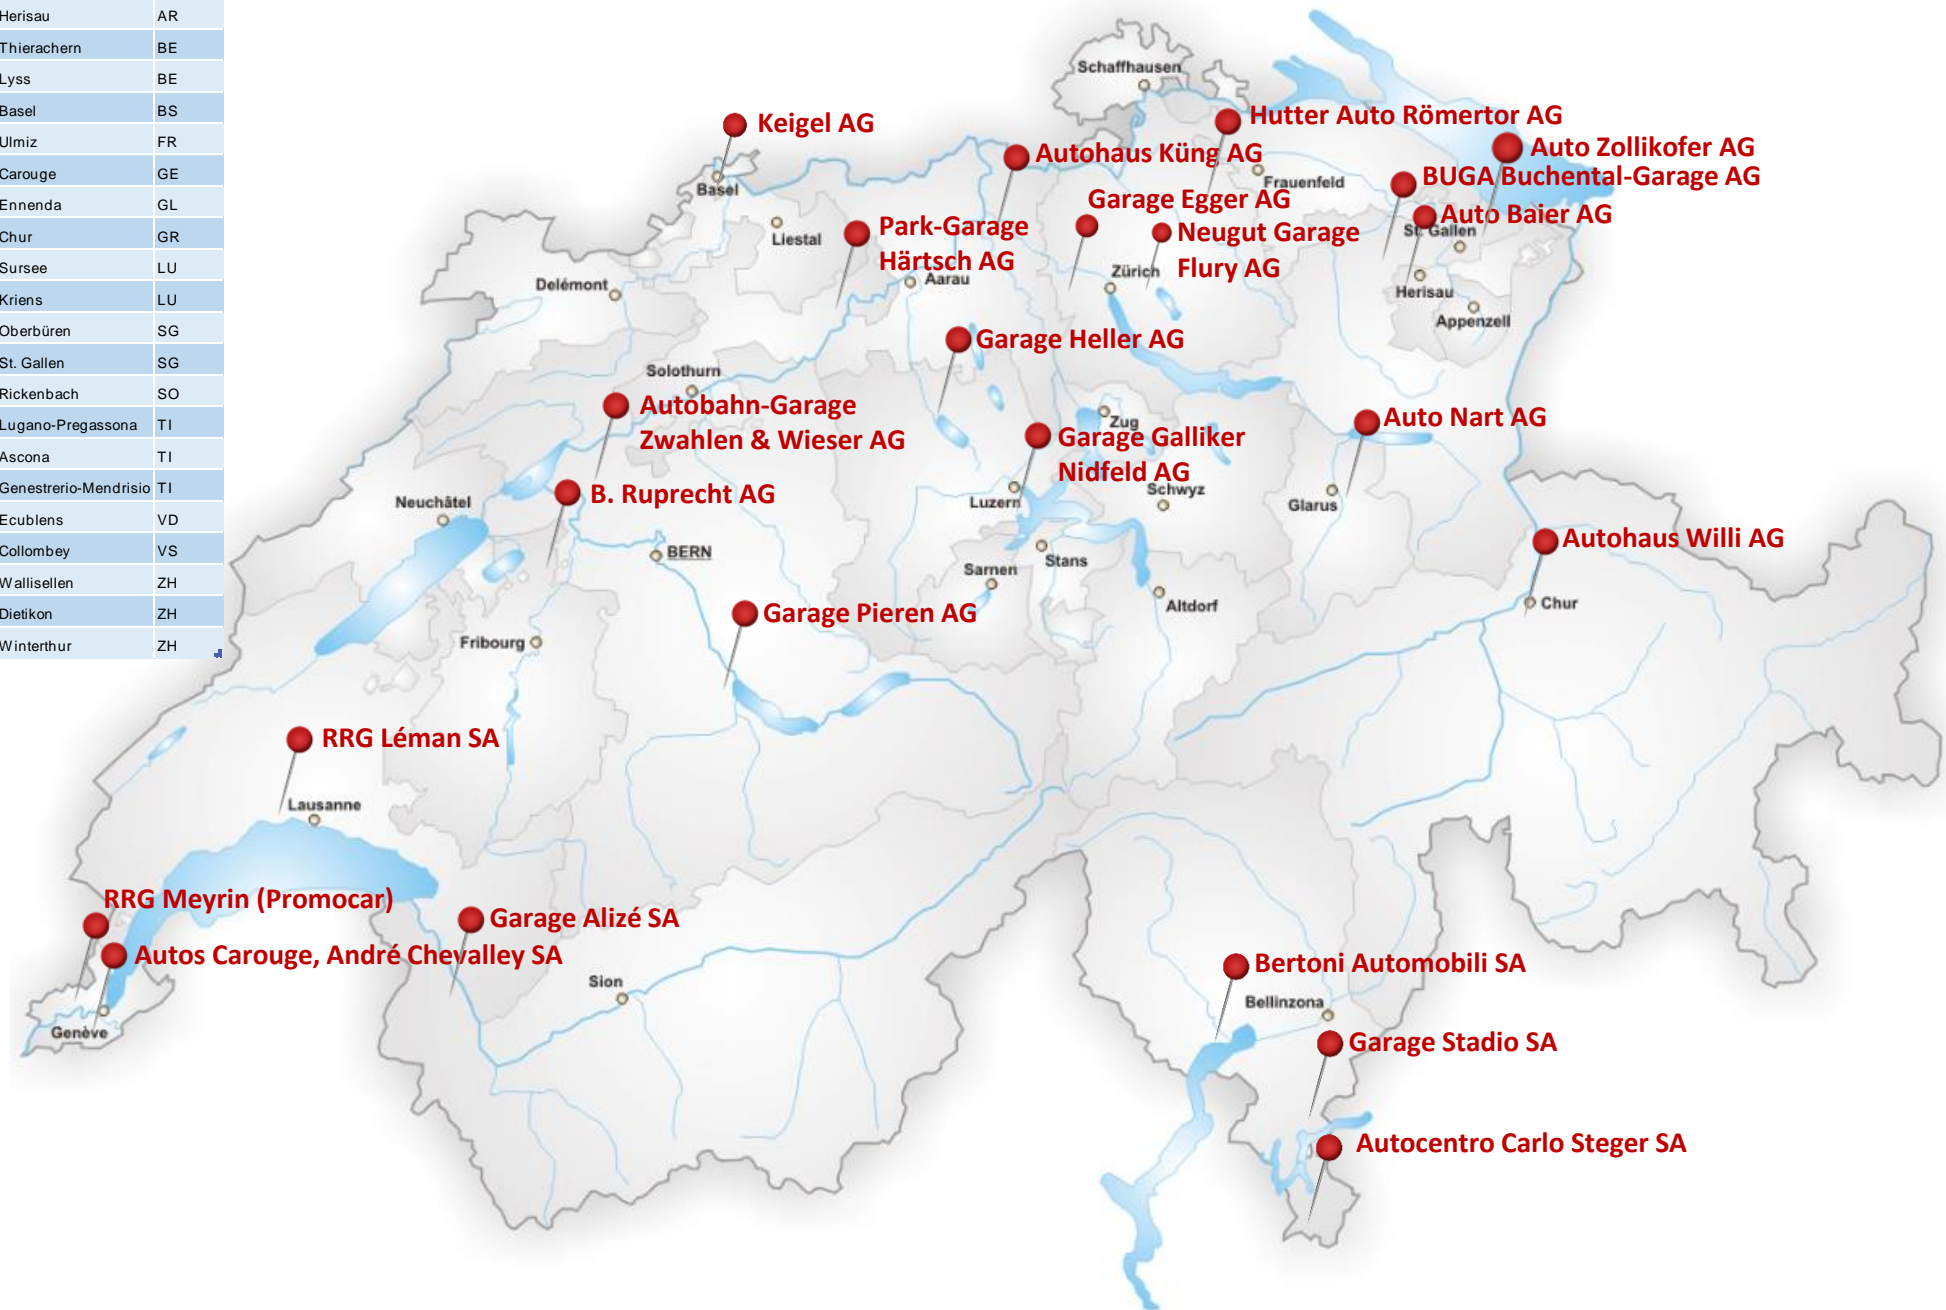 Herisau AR
Thierachern BE
Lyss BE
Basel BS
Ulmiz FR
Carouge GE
Ennenda GL
Chur GR
Sursee LU
Kriens LU
Oberbüren SG
St. Gallen SG
Rickenbach SO
Lugano-Pregassona TI
Ascona TI
Genestrerio-Mendrisio TI
Ecublens VD
Collombey VS
Wallisellen ZH
Dietikon ZH
Winterthur ZH
Schaffhausen
Keigel AG
Hutter Auto Römertor AG
Autohaus Küng AG
Auto Zollikofer AG
Basel
Frauenfeld
BUGA Buchental-Garage AG
Garage Egger AG
Auto Baier AG
Park-Garage
Härtsch AG
Neugut Garage
Flury AG
St. Gallen
Liestal
Delémont
Aarau
Zürich
Herisau
Appenzell
Garage Heller AG
Solothurn
Autobahn-Garage
Zwahlen & Wieser AG
Zug
Auto Nart AG
Garage Galliker
Nidfeld AG
B. Ruprecht AG
Neuchâtel
Luzern
Schwyz
Glarus
BERN
Stans
Sarnen
Autohaus Willi AG
Altdorf
Chur
Garage Pieren AG
Fribourg
RRG Léman SA
Lausanne
RRG Meyrin (Promocar)
Garage Alizé SA
Autos Carouge, André Chevalley SA
Sion
Bertoni Automobili SA
Bellinzona
Genève
Garage Stadio SA
Autocentro Carlo Steger SA